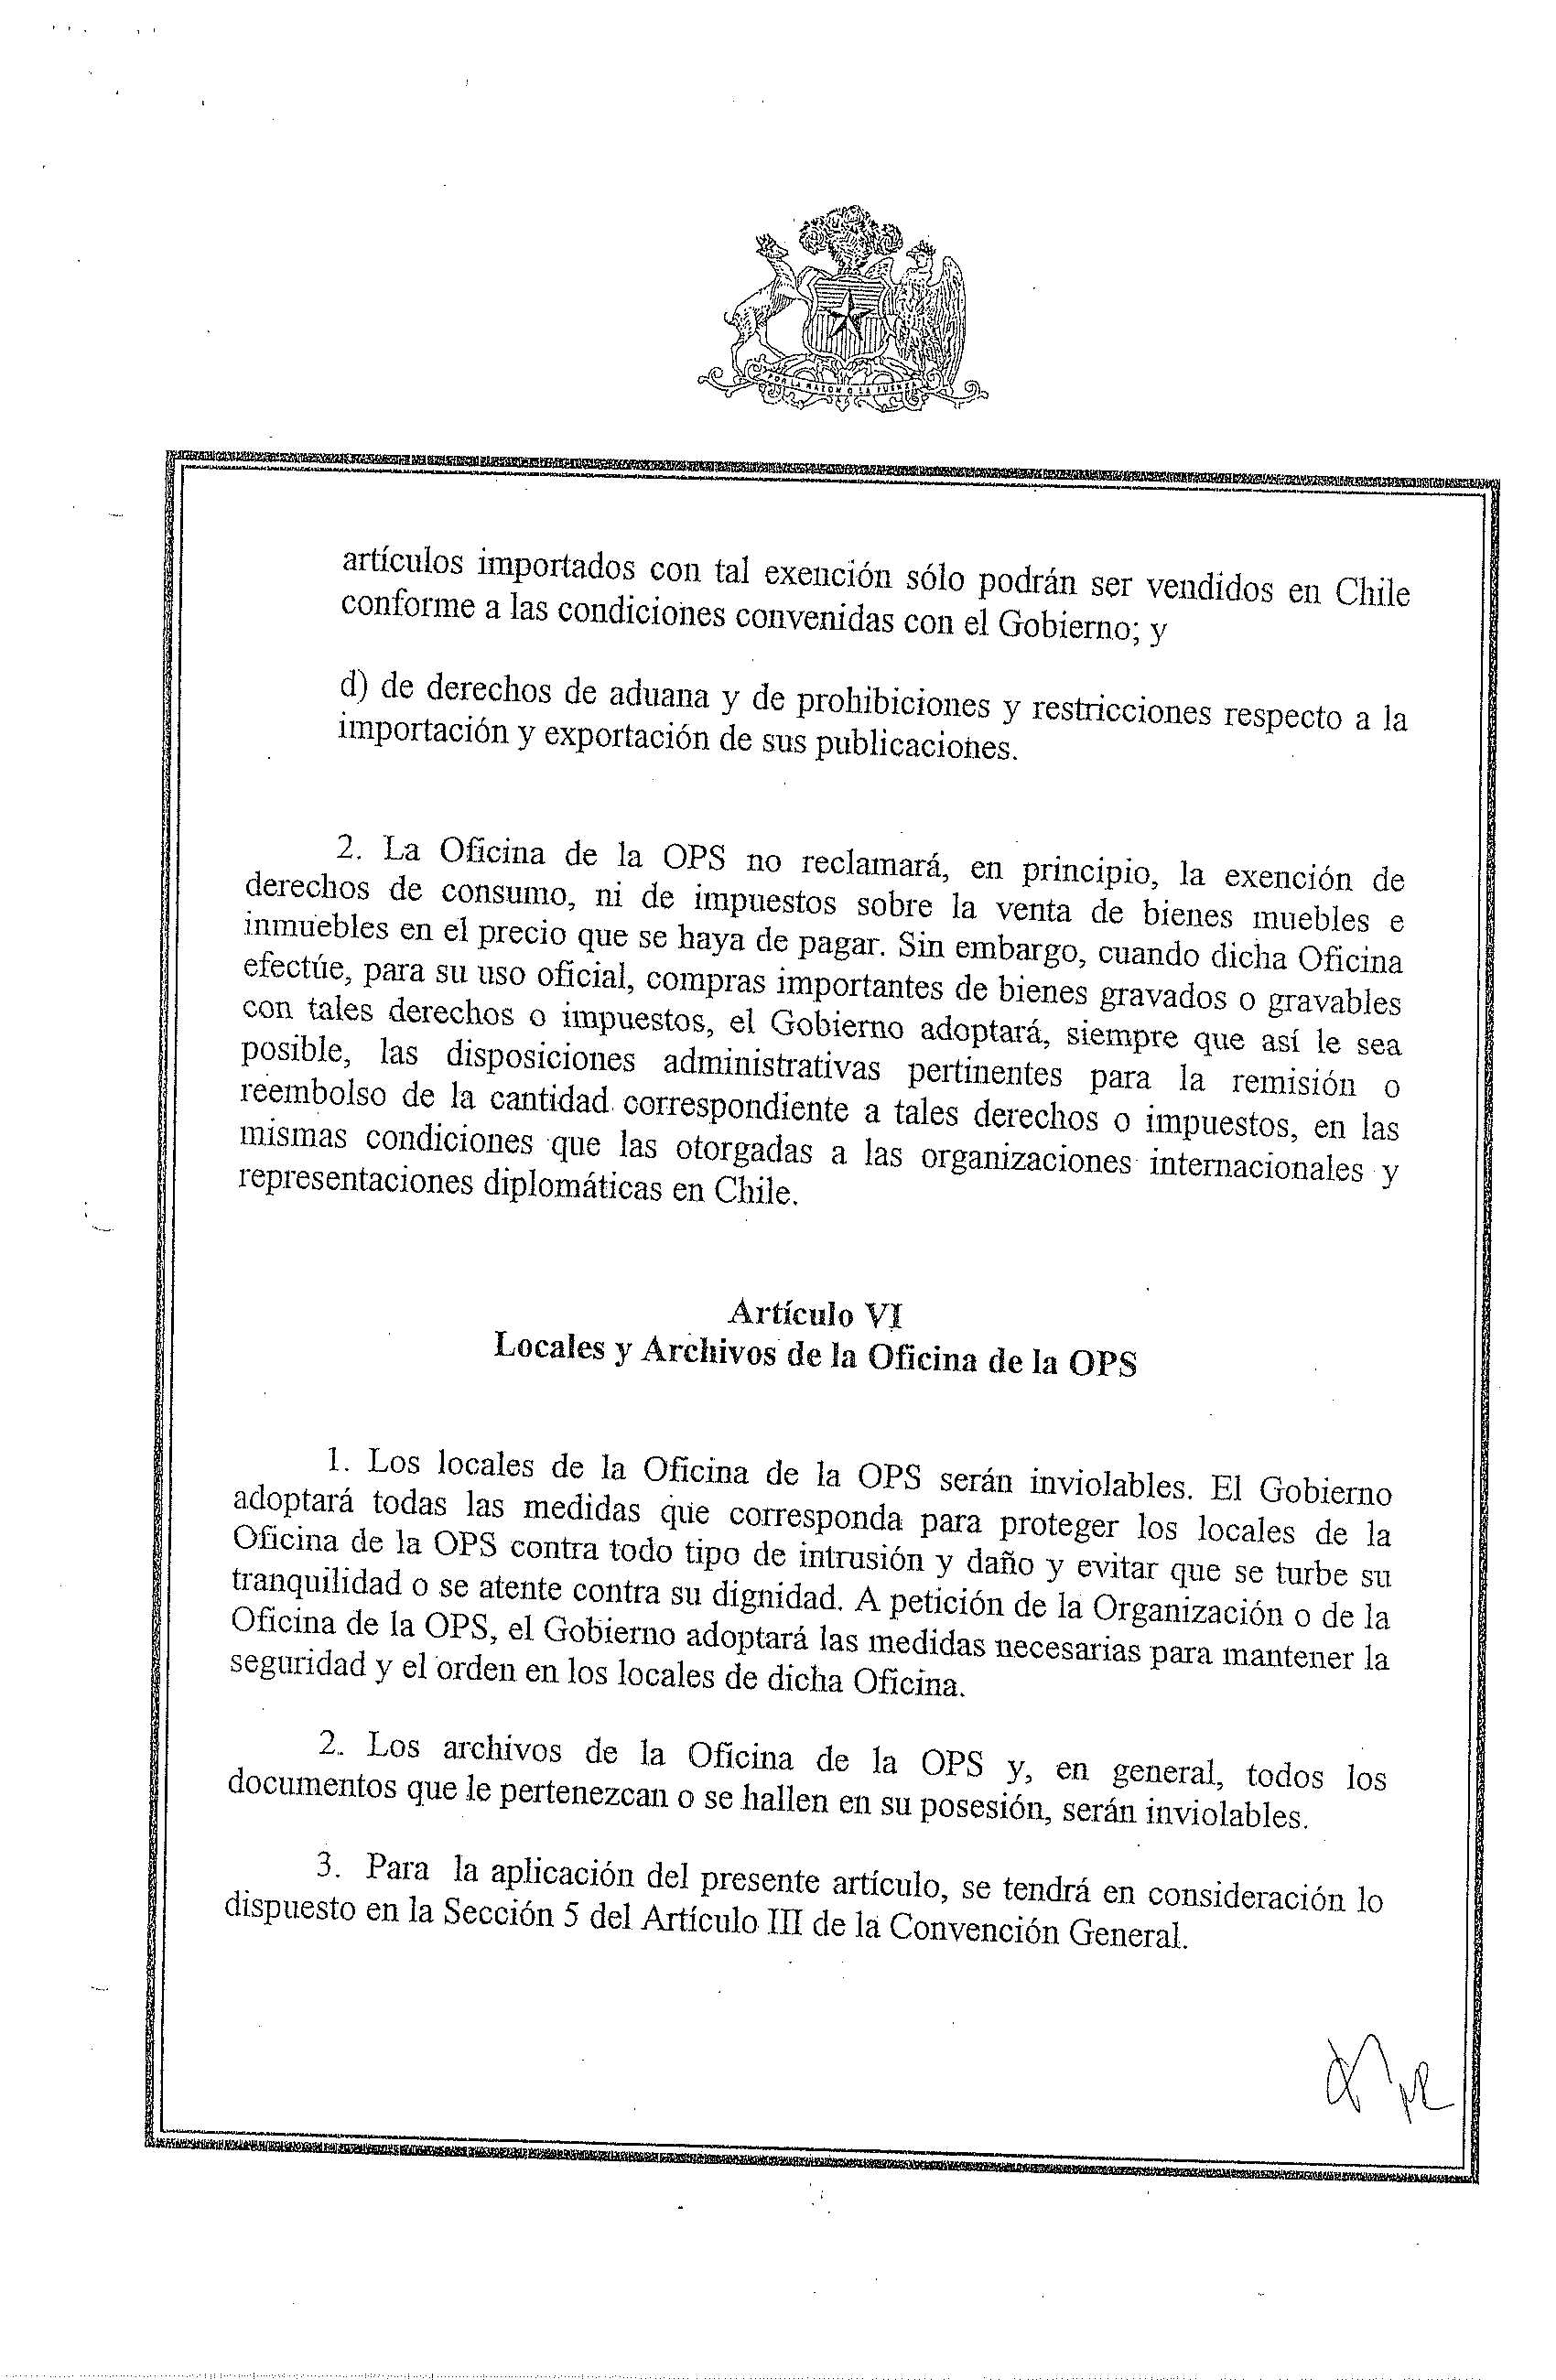 POR LA RAZON O LA FUERZA
artículos importados con tal exención sólo podrán ser vendidos en Chile
conforme a las condiciones convenidas con el Gobierno; y
d) de derechos de aduana y de prohibiciones y restricciones respecto a la
importación y exportación de sus publicaciones.
2. La Oficina de la OPS no reclamará, en principio, la exención de
derechos de consumo, ni de impuestos sobre la venta de bienes muebles e
inmuebles en el precio que se haya de pagar. Sin embargo, cuando dicha Oficina
efectúe, para su uso oficial, compras importantes de bienes gravados o gravables
con tales derechos o impuestos, el Gobierno adoptará, siempre que así le sea
posible, las disposiciones administrativas pertinentes para la remisión o
reembolso de la cantidad correspondiente a tales derechos o impuestos, en las
mismas condiciones que las otorgadas a las organizaciones internacionales y
representaciones diplomáticas en Chile.
Artículo VI
Locales y Archivos de la Oficina de la OPS
1. Los locales de la Oficina de la OPS serán inviolables. El Gobierno
adoptará todas las medidas que corresponda para proteger los locales de la
Oficina de la OPS contra todo tipo de intrusión y daño y evitar que se turbe su
tranquilidad o se atente contra su dignidad. A petición de la Organización o de la
Oficina de la OPS, el Gobierno adoptará las medidas necesarias para mantener la
seguridad y el orden en los locales de dicha Oficina.
2. Los archivos de la Oficina de la OPS y, en general, todos los
documentos que le pertenezcan o se hallen en su posesión, serán inviolables.
3. Para la aplicación del presente artículo, se tendrá en consideración lo
dispuesto en la Sección 5 del Artículo III de la Convención General.